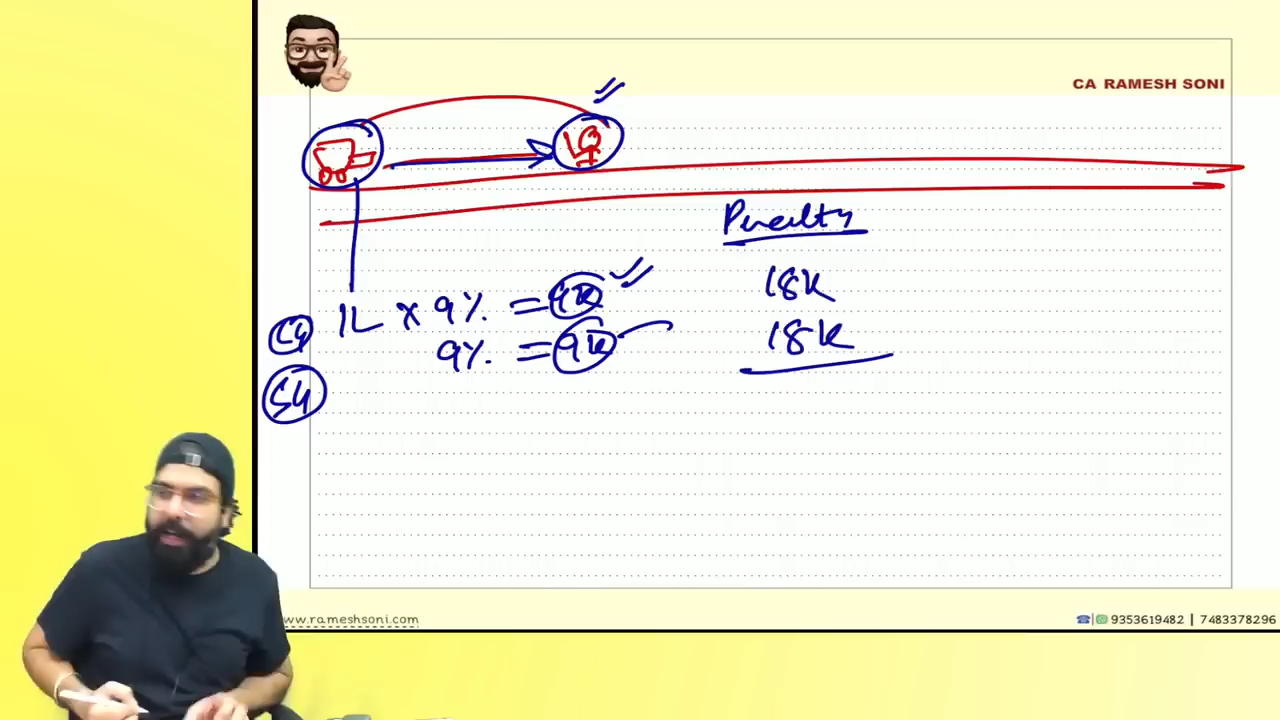 CA RAMESH SONI
Penalty
1L x 9% = 9K 18K
CG 9% = 9K 18K
SG
www.rameshsoni.com
9353619482 | 7483378296